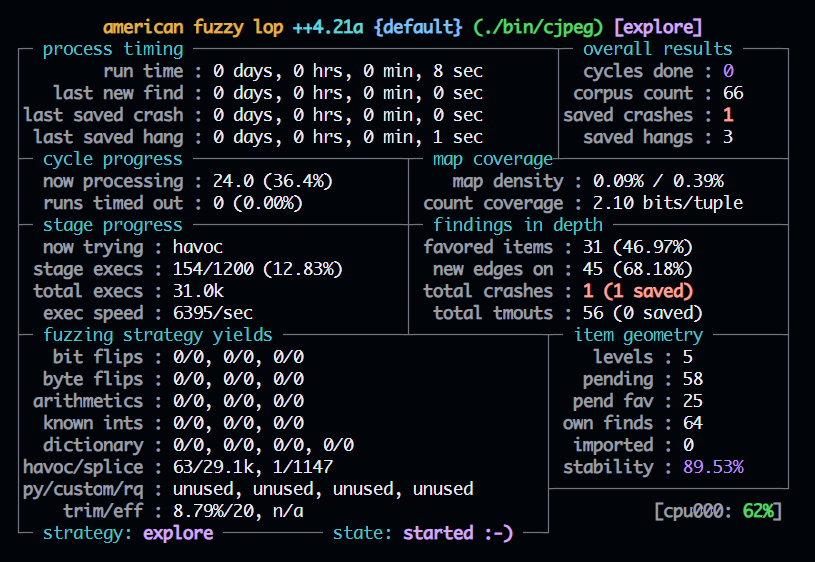 american fuzzy lop ++4.21a {default} (./bin/cjpeg) [explore]
process timing overall results
run time : 0 days, 0 hrs, 0 min, 8 sec cycles done : 0
last new find : 0 days, 0 hrs, 0 min, 0 sec corpus count : 66
last saved crash : 0 days, 0 hrs, 0 min, 0 sec saved crashes : 1
last saved hang : 0 days, 0 hrs, 0 min, 1 sec saved hangs : 3
cycle progress map coverage
now processing : 24.0 (36.4%) map density : 0.09% / 0.39%
runs timed out : 0 (0.00%) count coverage : 2.10 bits/tuple
stage progress findings in depth
now trying : havoc favored items : 31 (46.97%)
stage execs : 154/1200 (12.83%) new edges on : 45 (68.18%)
total execs : 31.0k total crashes : 1 (1 saved)
exec speed : 6395/sec total tmouts : 56 (0 saved)
fuzzing strategy yields item geometry
bit flips : 0/0, 0/0, 0/0 levels : 5
byte flips : 0/0, 0/0, 0/0 pending : 58
arithmetics : 0/0, 0/0, 0/0 pend fav : 25
known ints : 0/0, 0/0, 0/0 own finds : 64
dictionary : 0/0, 0/0, 0/0, 0/0 imported : 0
havoc/splice : 63/29.1k, 1/1147 stability : 89.53%
py/custom/rq : unused, unused, unused, unused
trim/eff : 8.79%/20, n/a [cpu000: 62%]
strategy: explore state: started :-)